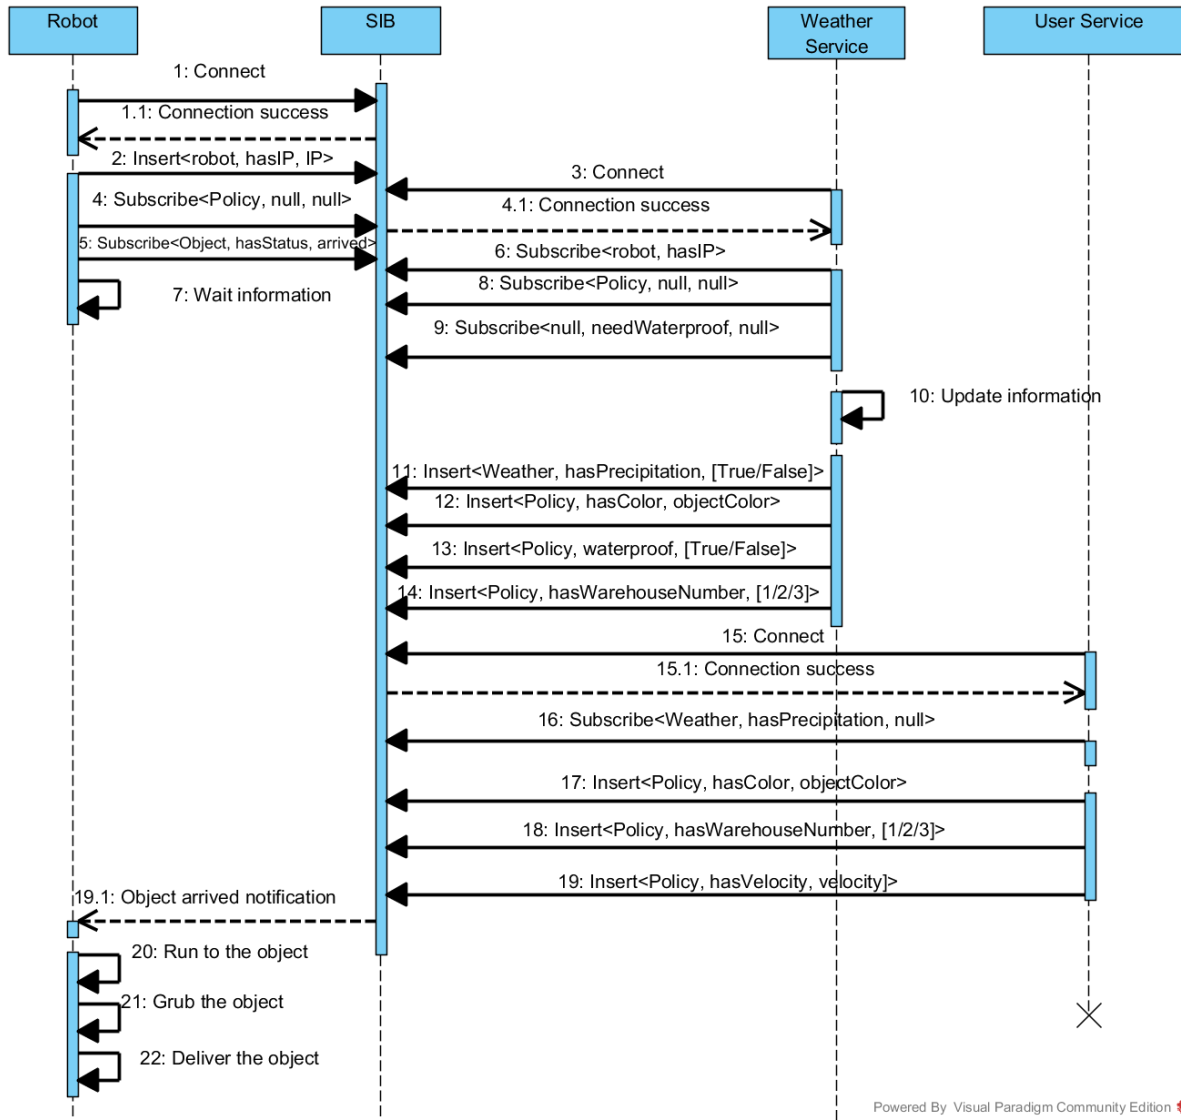 Robot
SIB
Weather
Service
User Service
1: Connect
1.1: Connection success
2: Insert<robot, hasIP, IP>
3: Connect
4: Subscribe<Policy, null, null>
4.1: Connection success
5: Subscribe<Object, hasStatus, arrived>
6: Subscribe<robot, hasIP>
7: Wait information
8: Subscribe<Policy, null, null>
9: Subscribe<null, needWaterproof, null>
10: Update information
11: Insert<Weather, hasPrecipitation, [True/False]>
12: Insert<Policy, hasColor, objectColor>
13: Insert<Policy, waterproof, [True/False]>
14: Insert<Policy, hasWarehouseNumber, [1/2/3]>
15: Connect
15.1: Connection success
16: Subscribe<Weather, hasPrecipitation, null>
17: Insert<Policy, hasColor, objectColor>
18: Insert<Policy, hasWarehouseNumber, [1/2/3]>
19: Insert<Policy, hasVelocity, velocity]>
19.1: Object arrived notification
20: Run to the object
21: Grub the object
22: Deliver the object
Powered By Visual Paradigm Community Edition